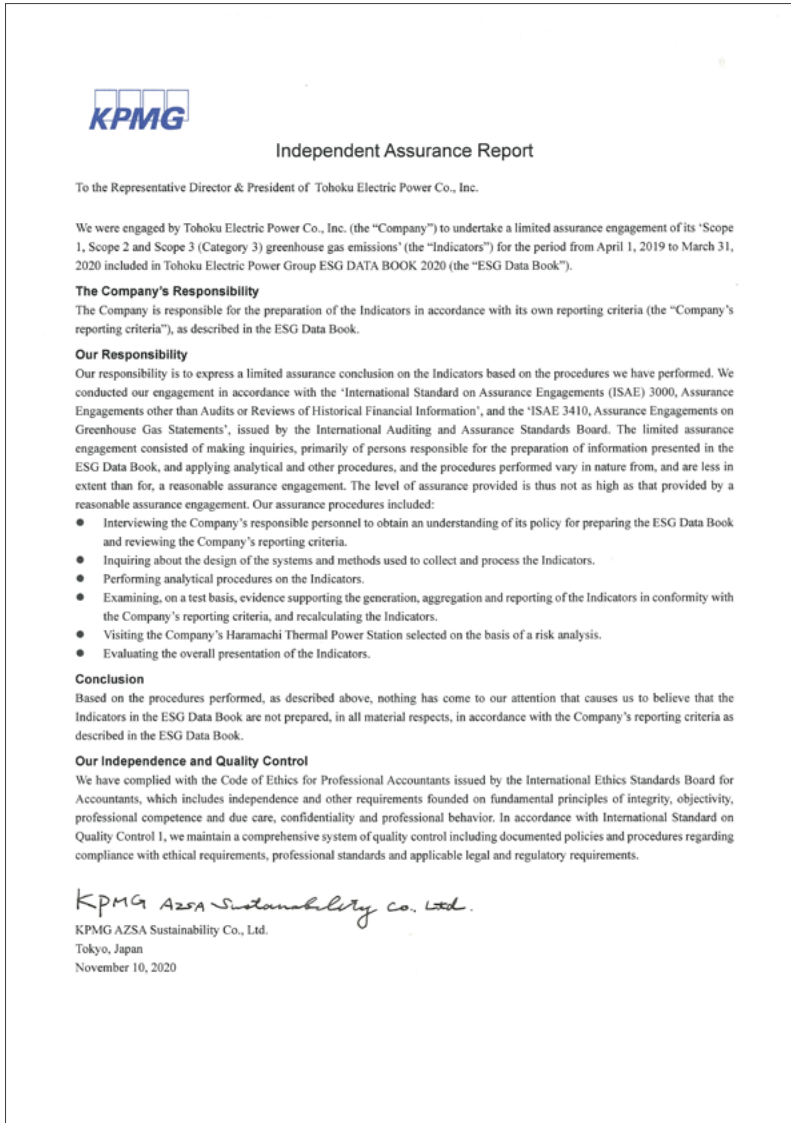 KPMG
Independent Assurance Report
To the Representative Director & President of Tohoku Electric Power Co., Inc.
We were engaged by Tohoku Electric Power Co., Inc. (the “Company”) to undertake a limited assurance engagement of its ‘Scope
1, Scope 2 and Scope 3 (Category 3) greenhouse gas emissions’ (the “Indicators”) for the period from April 1, 2019 to March 31,
2020 included in Tohoku Electric Power Group ESG DATA BOOK 2020 (the “ESG Data Book”).
The Company’s Responsibility
The Company is responsible for the preparation of the Indicators in accordance with its own reporting criteria (the “Company’s
reporting criteria”), as described in the ESG Data Book.
Our Responsibility
Our responsibility is to express a limited assurance conclusion on the Indicators based on the procedures we have performed. We
conducted our engagement in accordance with the ‘International Standard on Assurance Engagements (ISAE) 3000, Assurance
Engagements other than Audits or Reviews of Historical Financial Information’, and the ‘ISAE 3410, Assurance Engagements on
Greenhouse Gas Statements’, issued by the International Auditing and Assurance Standards Board. The limited assurance
engagement consisted of making inquiries, primarily of persons responsible for the preparation of information presented in the
ESG Data Book, and applying analytical and other procedures, and the procedures performed vary in nature from, and are less in
extent than for, a reasonable assurance engagement. The level of assurance provided is thus not as high as that provided by a
reasonable assurance engagement. Our assurance procedures included:
● Interviewing the Company’s responsible personnel to obtain an understanding of its policy for preparing the ESG Data Book
and reviewing the Company’s reporting criteria.
● Inquiring about the design of the systems and methods used to collect and process the Indicators.
● Performing analytical procedures on the Indicators.
● Examining, on a test basis, evidence supporting the generation, aggregation and reporting of the Indicators in conformity with
the Company’s reporting criteria, and recalculating the Indicators.
● Visiting the Company’s Haramachi Thermal Power Station selected on the basis of a risk analysis.
● Evaluating the overall presentation of the Indicators.
Conclusion
Based on the procedures performed, as described above, nothing has come to our attention that causes us to believe that the
Indicators in the ESG Data Book are not prepared, in all material respects, in accordance with the Company’s reporting criteria as
described in the ESG Data Book.
Our Independence and Quality Control
We have complied with the Code of Ethics for Professional Accountants issued by the International Ethics Standards Board for
Accountants, which includes independence and other requirements founded on fundamental principles of integrity, objectivity,
professional competence and due care, confidentiality and professional behavior. In accordance with International Standard on
Quality Control 1, we maintain a comprehensive system of quality control including documented policies and procedures regarding
compliance with ethical requirements, professional standards and applicable legal and regulatory requirements.
KPMG AZSA Sustainability Co., Ltd.
KPMG AZSA Sustainability Co., Ltd.
Tokyo, Japan
November 10, 2020